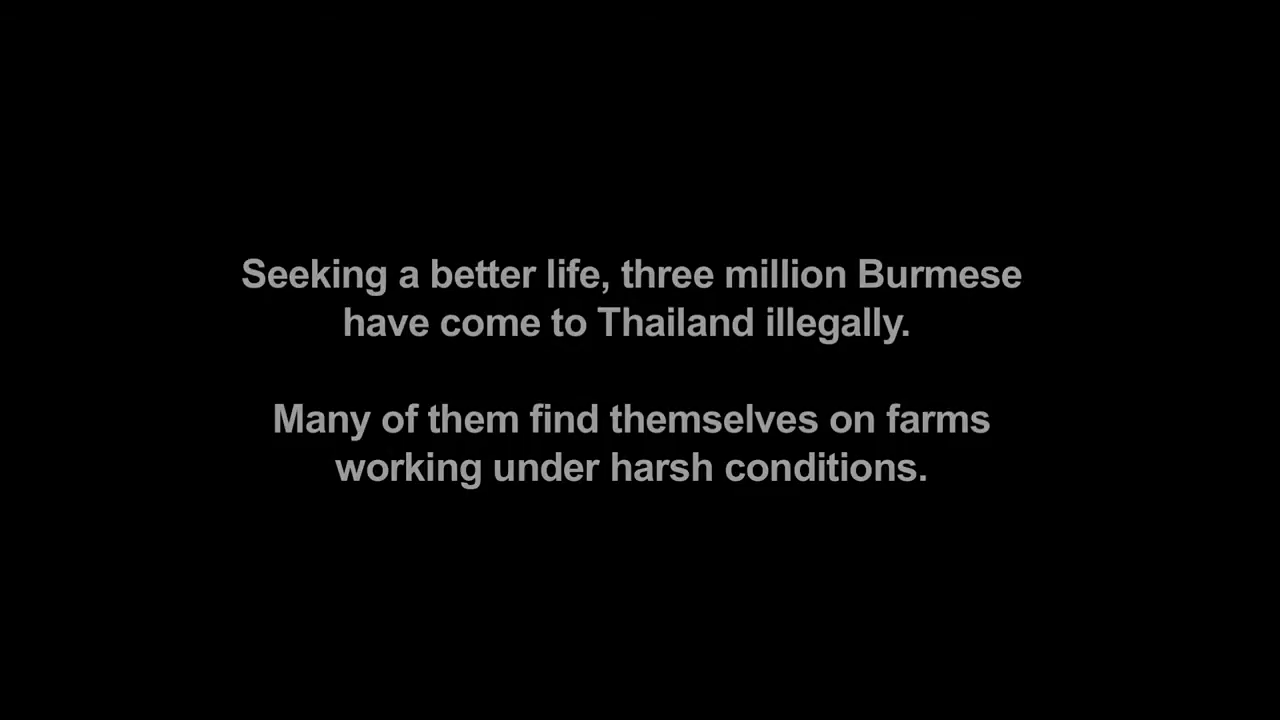 Seeking a better life, three million Burmese
have come to Thailand illegally.
Many of them find themselves on farms
working under harsh conditions.